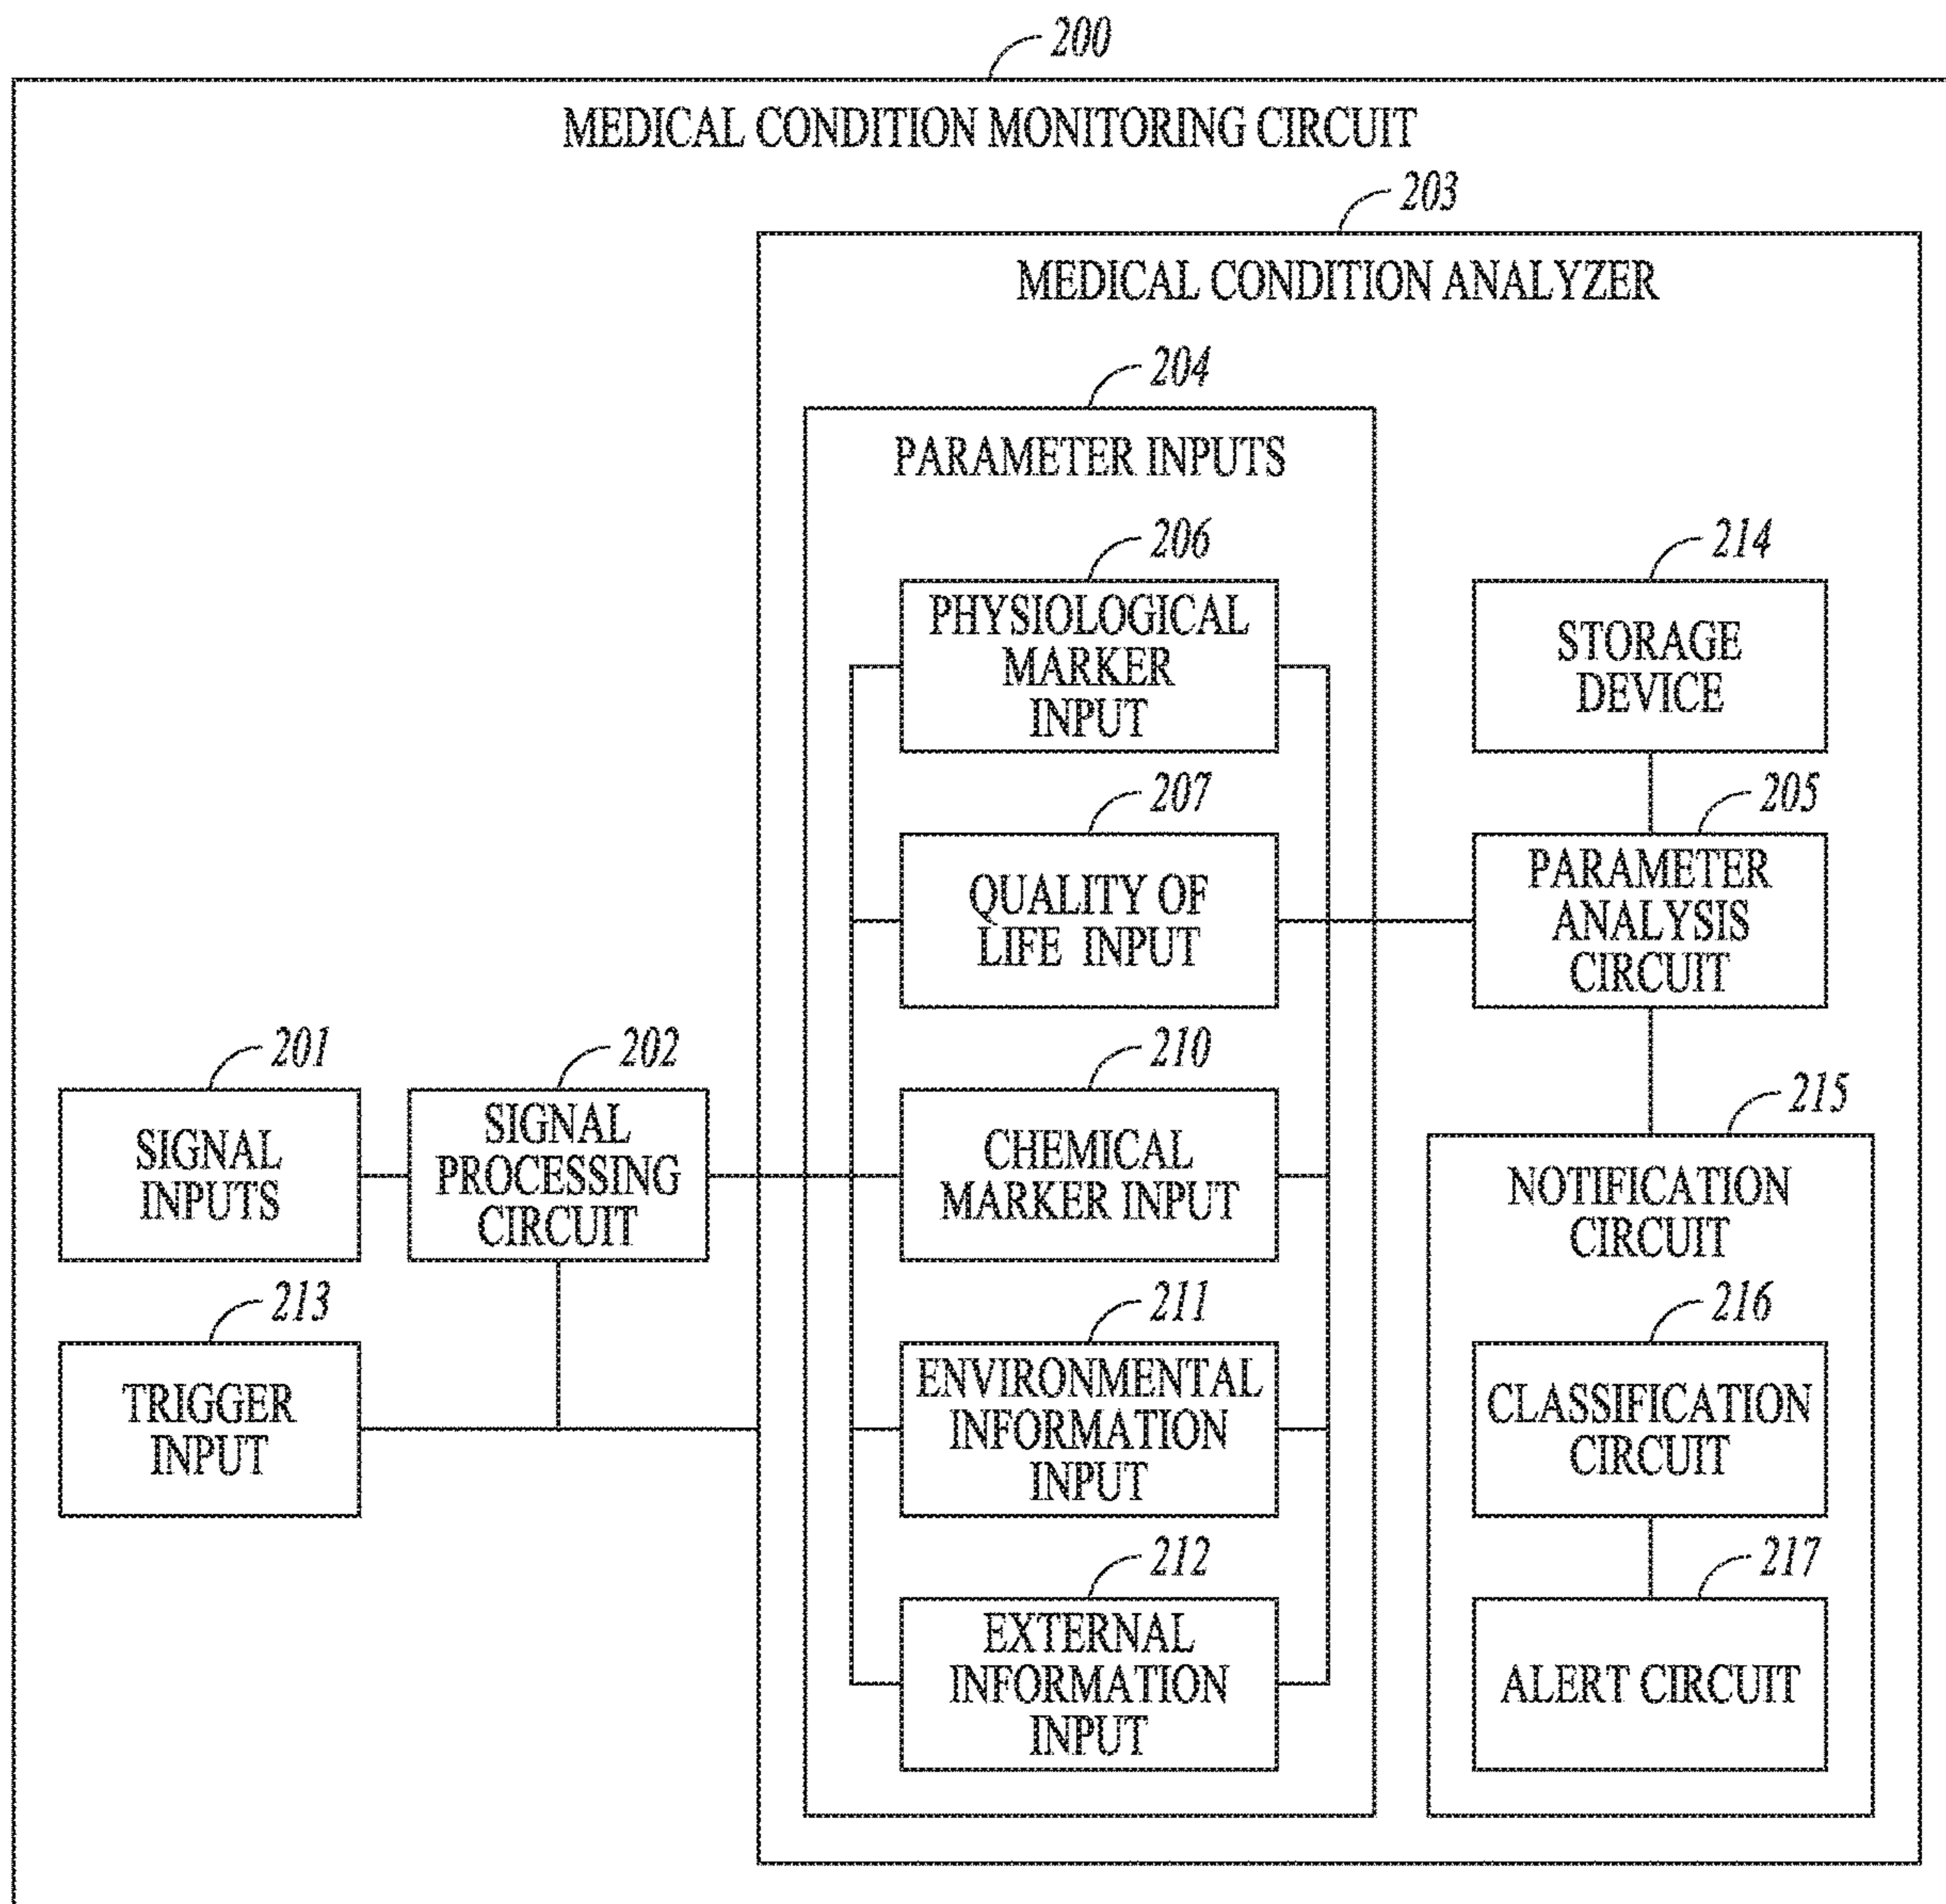 200
MEDICAL CONDITION MONITORING CIRCUIT
203
MEDICAL CONDITION ANALYZER
204
PARAMETER INPUTS
206
PHYSIOLOGICAL
MARKER
INPUT
214
STORAGE
DEVICE
207
QUALITY OF
LIFE INPUT
205
PARAMETER
ANALYSIS
CIRCUIT
201
SIGNAL
INPUTS
202
SIGNAL
PROCESSING
CIRCUIT
210
CHEMICAL
MARKER INPUT
215
NOTIFICATION
CIRCUIT
213
TRIGGER
INPUT
211
ENVIRONMENTAL
INFORMATION
INPUT
216
CLASSIFICATION
CIRCUIT
212
EXTERNAL
INFORMATION
INPUT
217
ALERT CIRCUIT